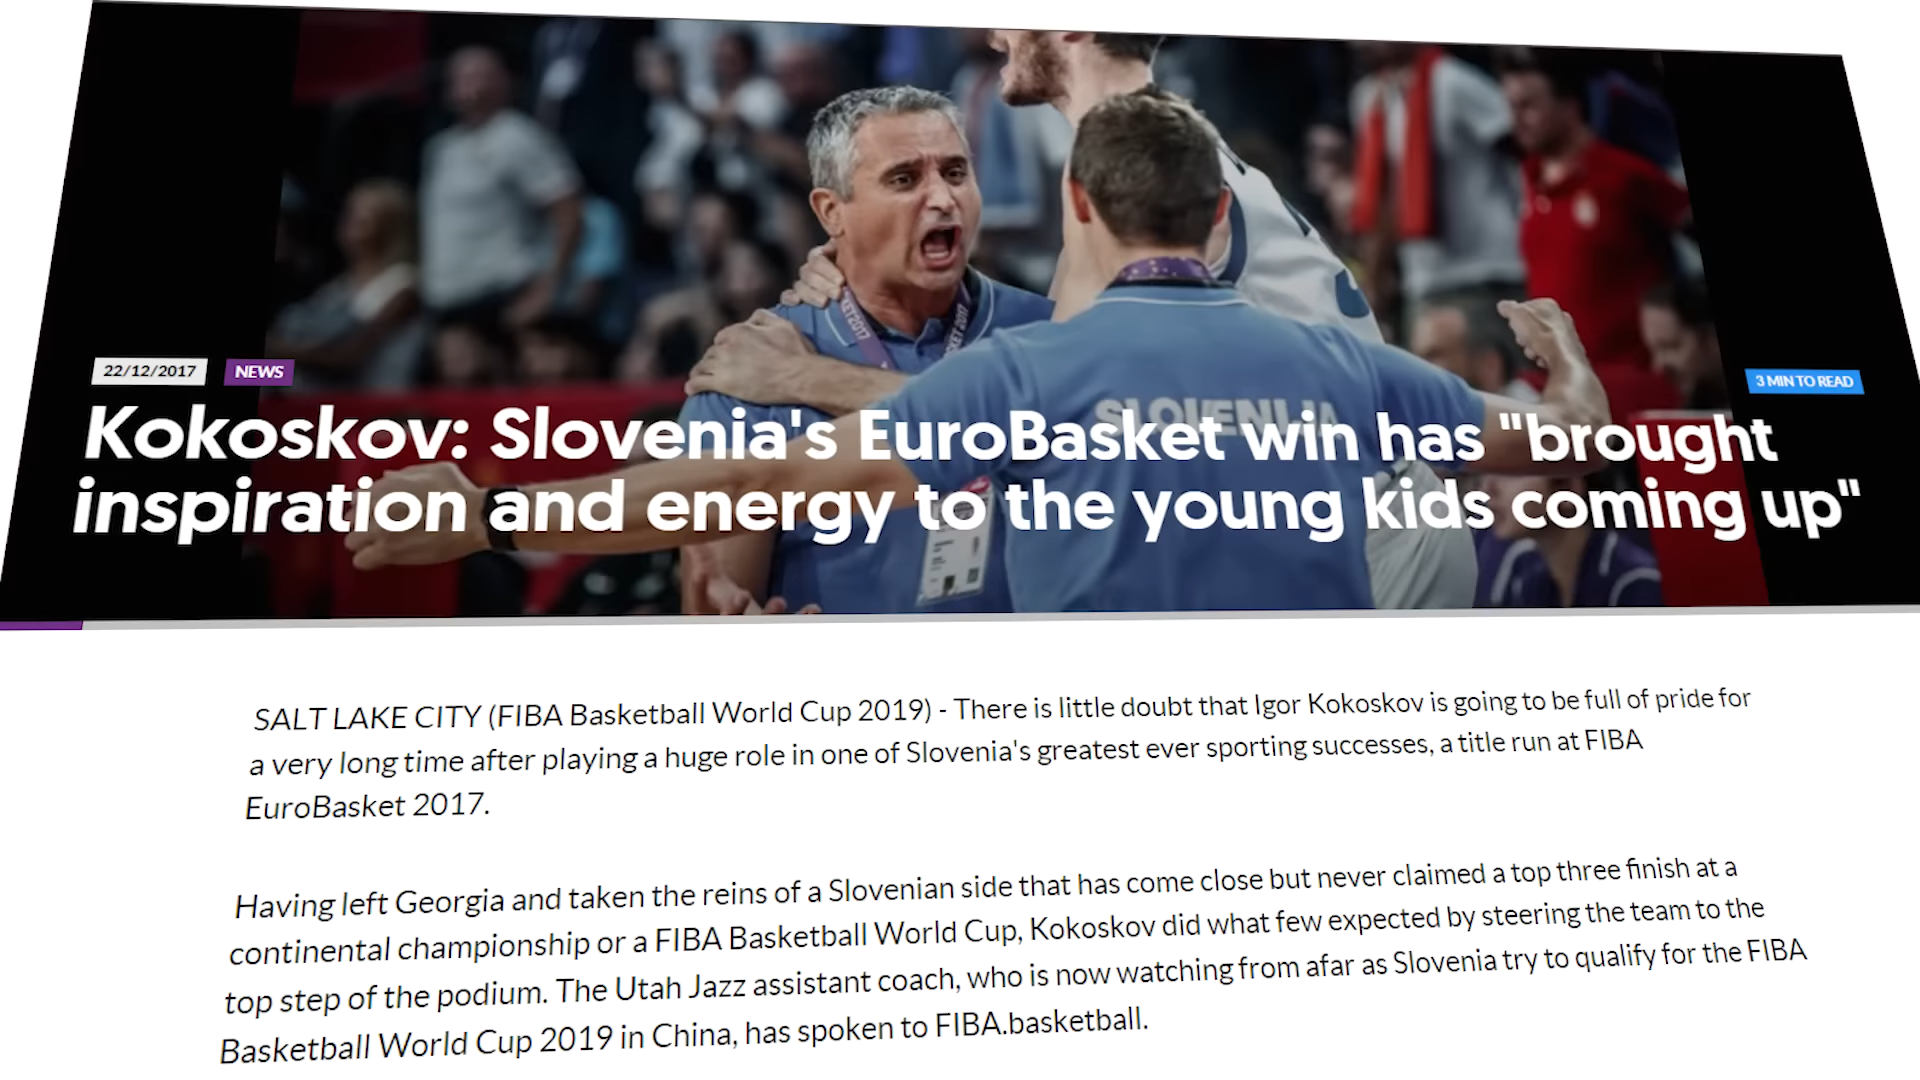 22/12/2017 NEWS
3 MIN TO READ
Kokoskov: Slovenia's EuroBasket win has "brought
inspiration and energy to the young kids coming up"
SLOVENIJA
SALT LAKE CITY (FIBA Basketball World Cup 2019) - There is little doubt that Igor Kokoskov is going to be full of pride for
a very long time after playing a huge role in one of Slovenia's greatest ever sporting successes, a title run at FIBA
EuroBasket 2017.
Having left Georgia and taken the reins of a Slovenian side that has come close but never claimed a top three finish at a
continental championship or a FIBA Basketball World Cup, Kokoskov did what few expected by steering the team to the
top step of the podium. The Utah Jazz assistant coach, who is now watching from afar as Slovenia try to qualify for the FIBA
Basketball World Cup 2019 in China, has spoken to FIBA.basketball.